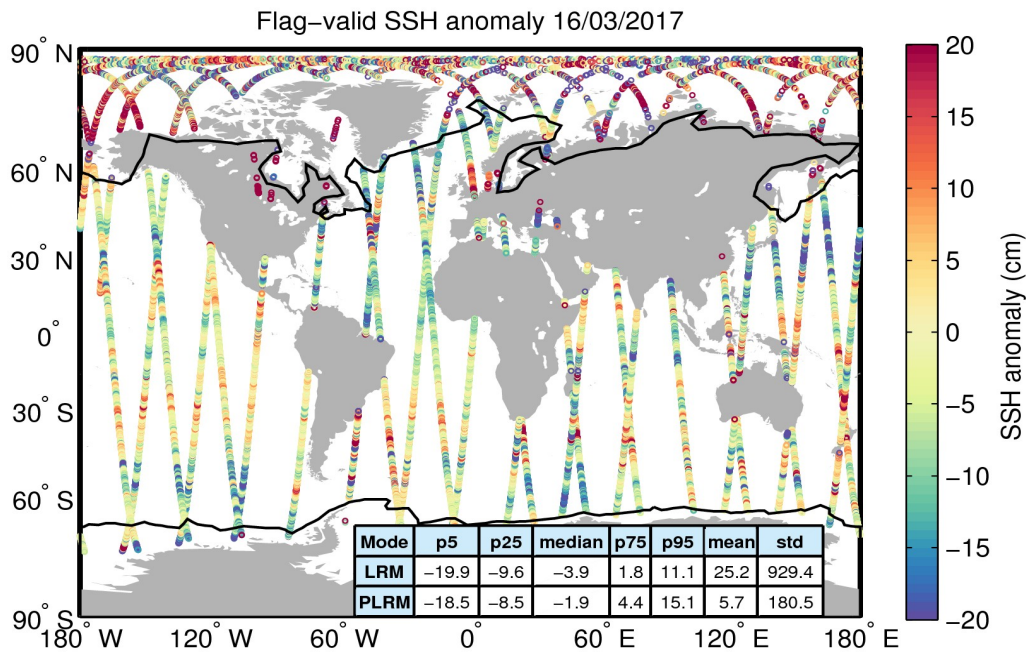 Flag−valid SSH anomaly 16/03/2017
90° N
60° N
30° N
0°
30° S
60° S
90° S
180° W
120° W
60° W
0°
60° E
120° E
180° E
Mode p5 p25 median p75 p95 mean std
LRM −19.9 −9.6 −3.9 1.8 11.1 25.2 929.4
PLRM −18.5 −8.5 −1.9 4.4 15.1 5.7 180.5
20
15
10
5
0
−5
−10
−15
−20
SSH anomaly (cm)